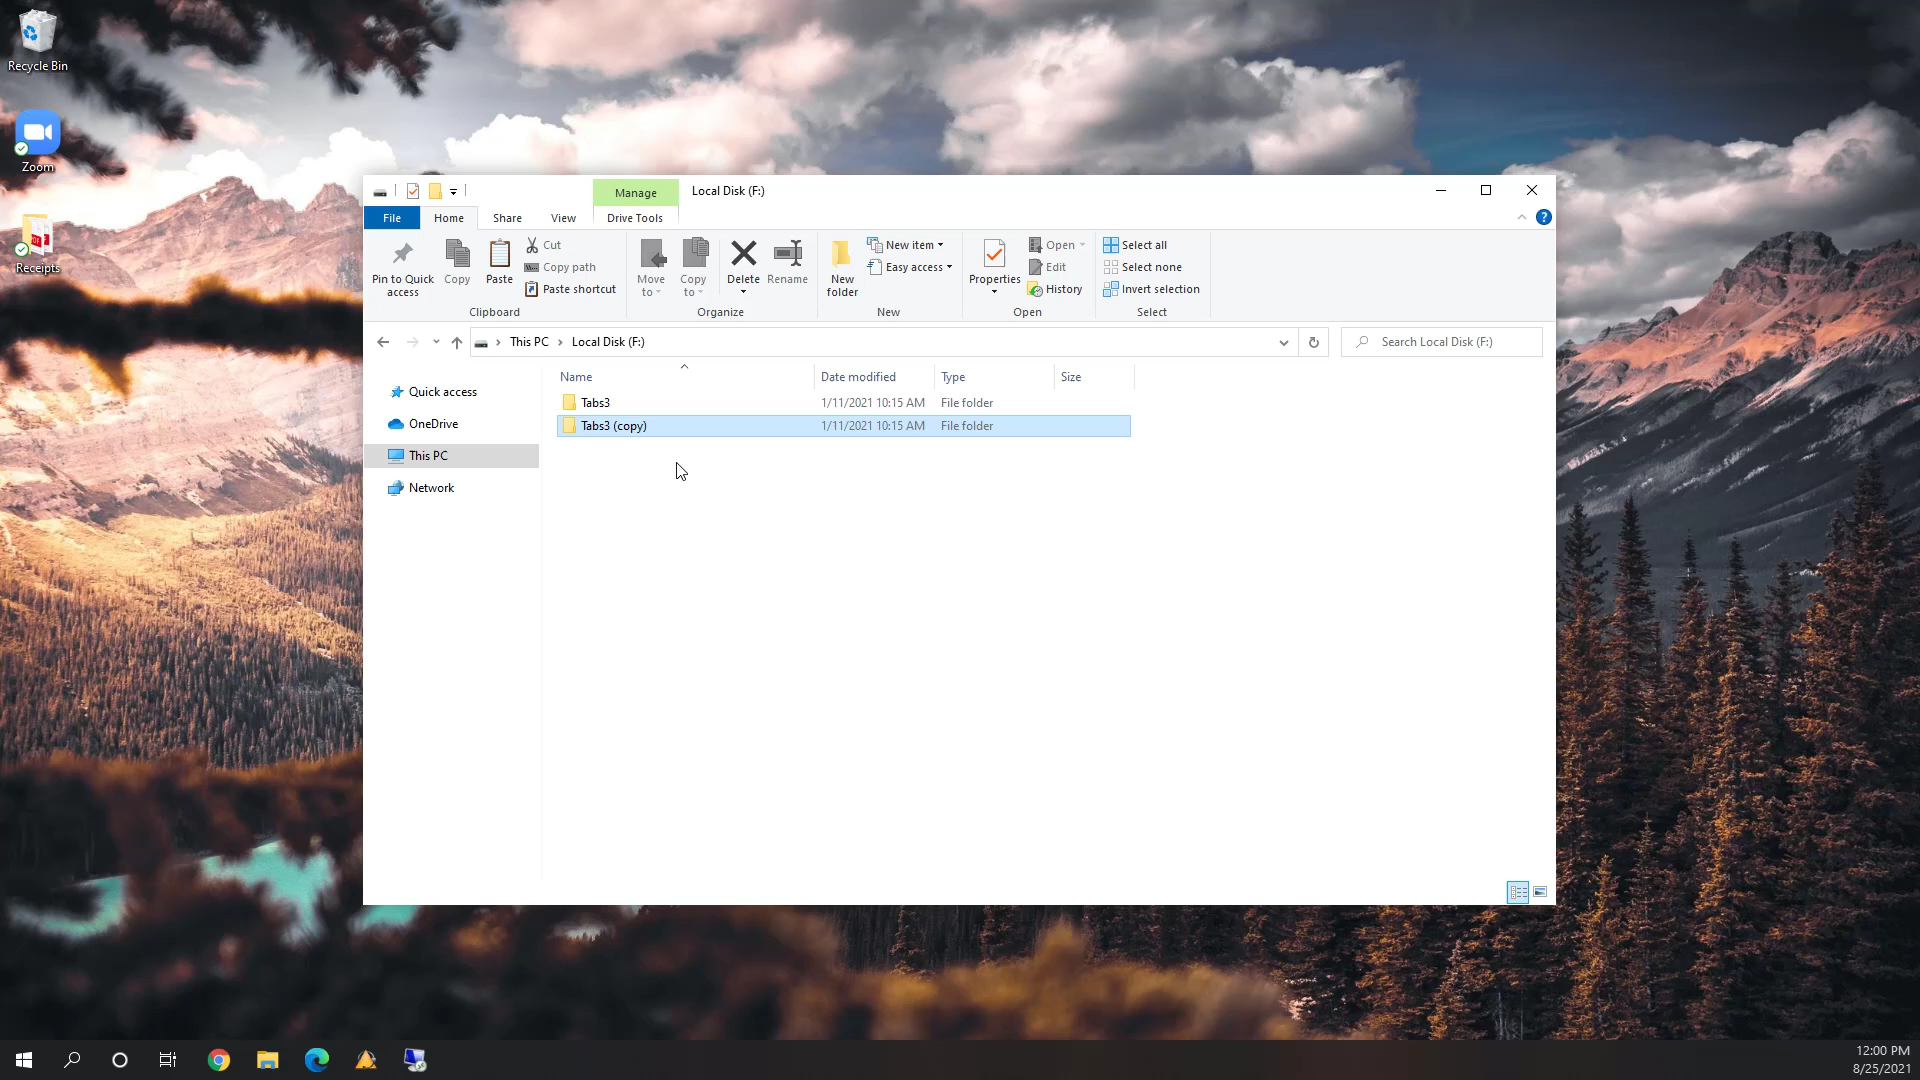 Recycle Bin
Zoom
Receipts
Manage
Local Disk (F:)
File
Home
Share
View
Drive Tools
Pin to Quick access
Copy
Paste
Cut
Copy path
Paste shortcut
Clipboard
Move to
Copy to
Delete
Rename
Organize
New folder
New item
Easy access
New
Properties
Open
Edit
History
Open
Select all
Select none
Invert selection
Select
This PC
Local Disk (F:)
Search Local Disk (F:)
Quick access
OneDrive
This PC
Network
Name
Date modified
Type
Size
Tabs3 1/11/2021 10:15 AM File folder
Tabs3 (copy) 1/11/2021 10:15 AM File folder
12:00 PM
8/25/2021